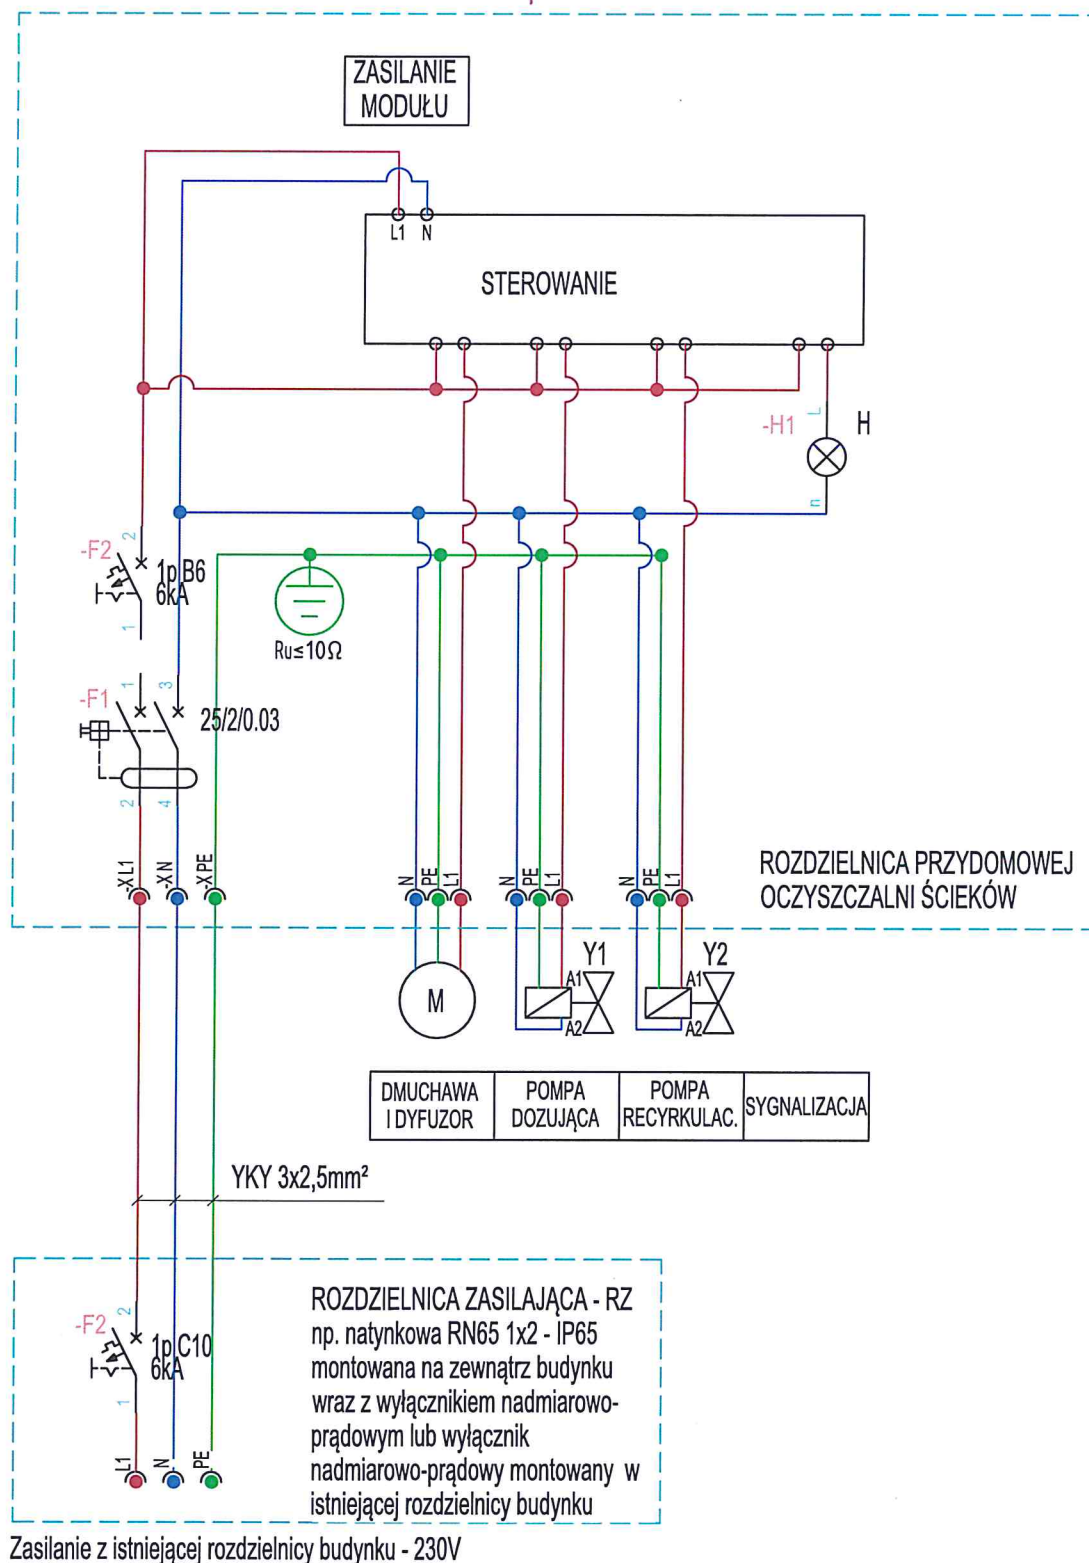 ZASILANIE
MODUŁU
L1 N
STEROWANIE
-H1
L
H
n
-F2
2
1p B6
6kA
1
Ru≤10Ω
-F1
1
3
25/2/0.03
2
4
-X L1
-X N
-X PE
N
PE
L1
N
PE
L1
N
PE
L1
ROZDZIELNICA PRZYDOMOWEJ
OCZYSZCZALNI ŚCIEKÓW
M
Y1
A1
A2
Y2
A1
A2
DMUCHAWA
I DYFUZOR
POMPA
DOZUJĄCA
POMPA
RECYRKULAC.
SYGNALIZACJA
YKY 3x2,5mm²
-F2
2
1p C10
6kA
1
L1
N
PE
ROZDZIELNICA ZASILAJĄCA - RZ
np. natynkowa RN65 1x2 - IP65
montowana na zewnątrz budynku
wraz z wyłącznikiem nadmiarowo-
prądowym lub wyłącznik
nadmiarowo-prądowy montowany w
istniejącej rozdzielnicy budynku
Zasilanie z istniejącej rozdzielnicy budynku - 230V